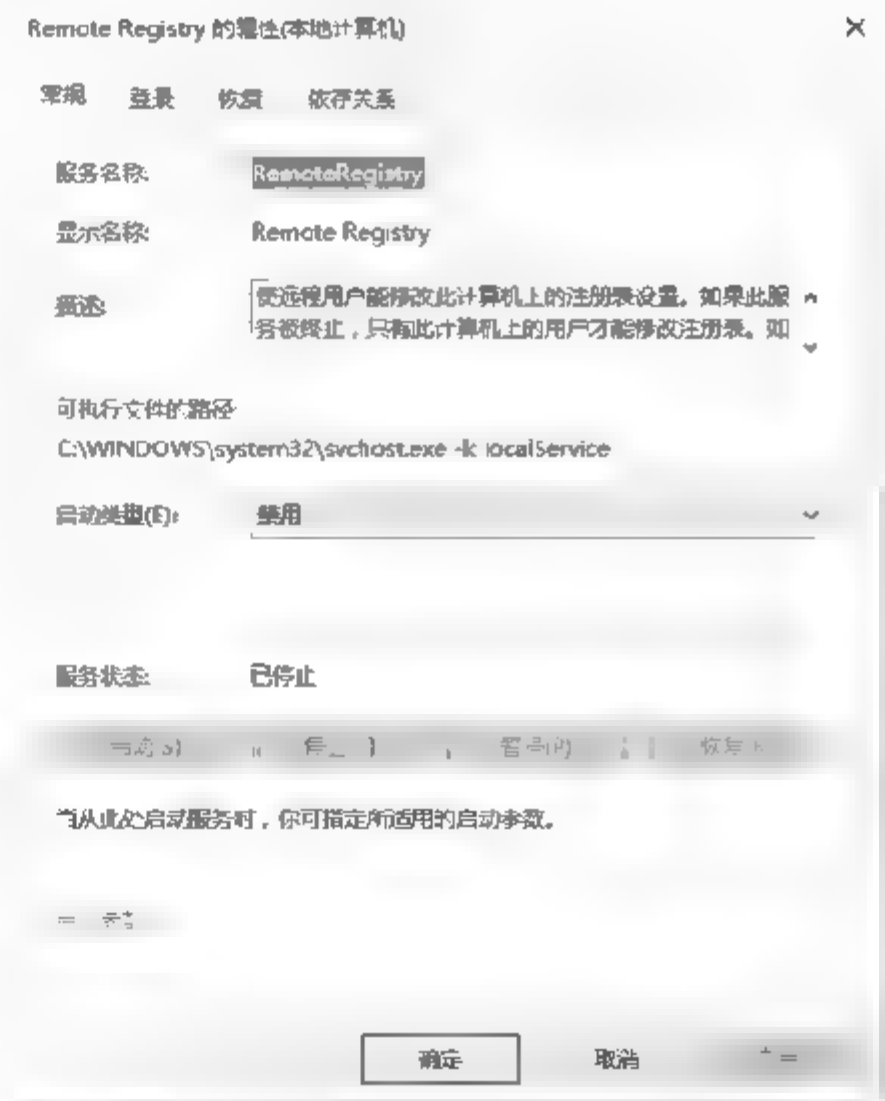 Remote Registry 的属性(本地计算机)
常规 登录 恢复 依存关系
服务名称: RemoteRegistry
显示名称: Remote Registry
描述: 使远程用户能修改此计算机上的注册表设置。如果此服
务被终止，只有此计算机上的用户才能修改注册表。如
可执行文件的路径:
C:\WINDOWS\system32\svchost.exe -k localService
启动类型(E): 禁用
服务状态: 已停止
启动(S) 暂停(P) 恢复(R)
当从此处启动服务时，你可指定所适用的启动参数。
确定 取消